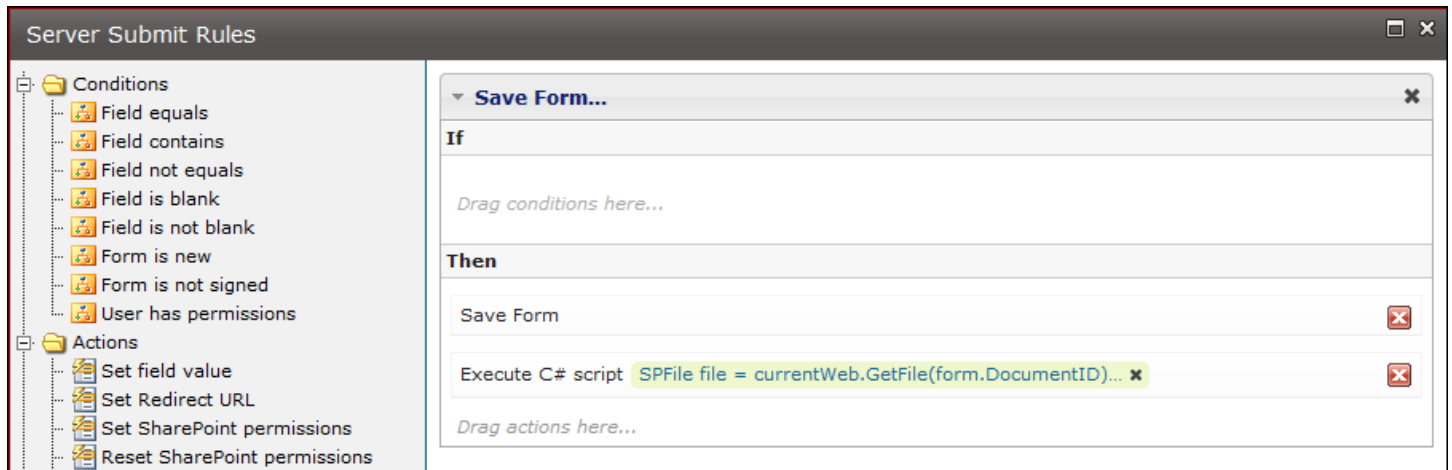 Server Submit Rules
Conditions
Field equals
Field contains
Field not equals
Field is blank
Field is not blank
Form is new
Form is not signed
User has permissions
Actions
Set field value
Set Redirect URL
Set SharePoint permissions
Reset SharePoint permissions
Save Form...
If
Drag conditions here...
Then
Save Form
Execute C# script SPFile file = currentWeb.GetFile(form.DocumentID)...
Drag actions here...